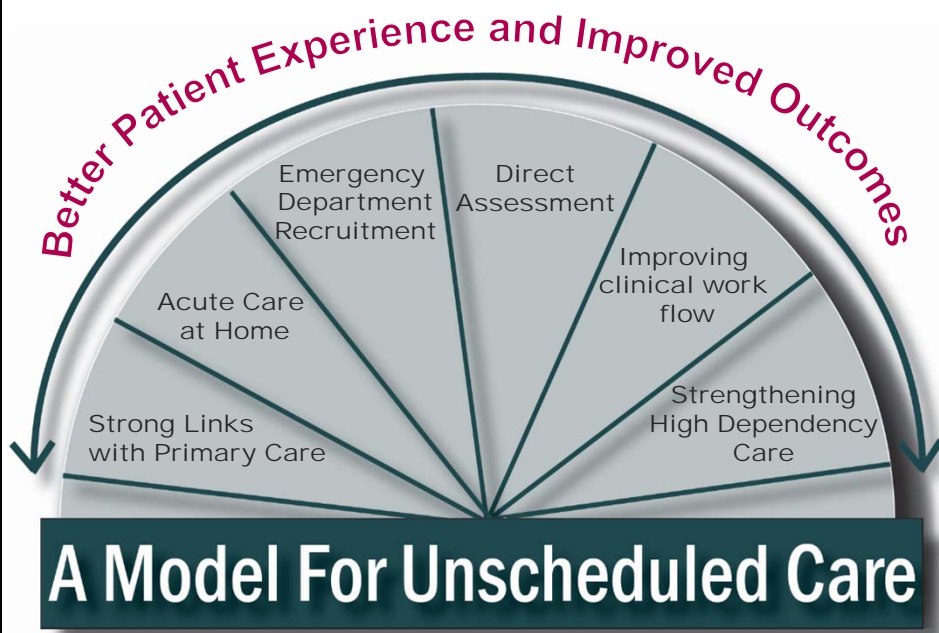 Better Patient Experience and Improved Outcomes
Strong Links
with Primary Care
Acute Care
at Home
Emergency
Department
Recruitment
Direct
Assessment
Improving
clinical work
flow
Strengthening
High Dependency
Care
A Model For Unscheduled Care